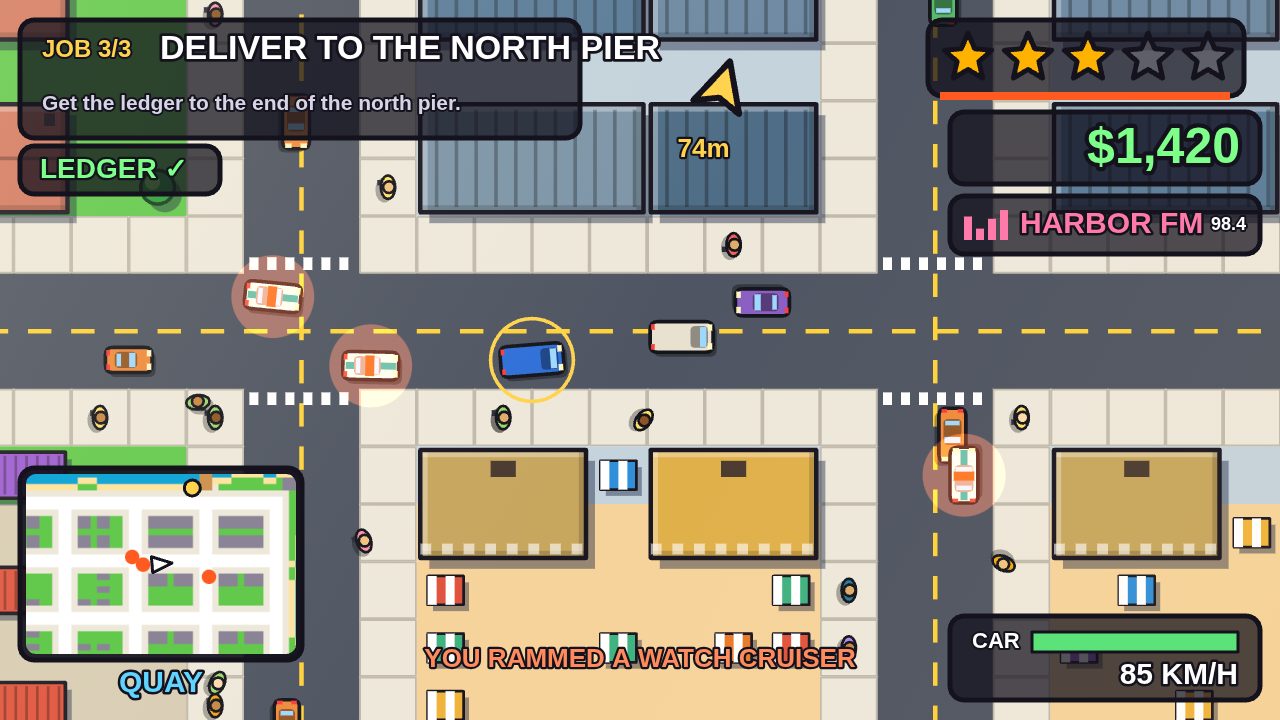 JOB 3/3 DELIVER TO THE NORTH PIER
Get the ledger to the end of the north pier.
LEDGER ✓
74m
$1,420
HARBOR FM 98.4
YOU RAMMED A WATCH CRUISER
QUAY
CAR
85 KM/H